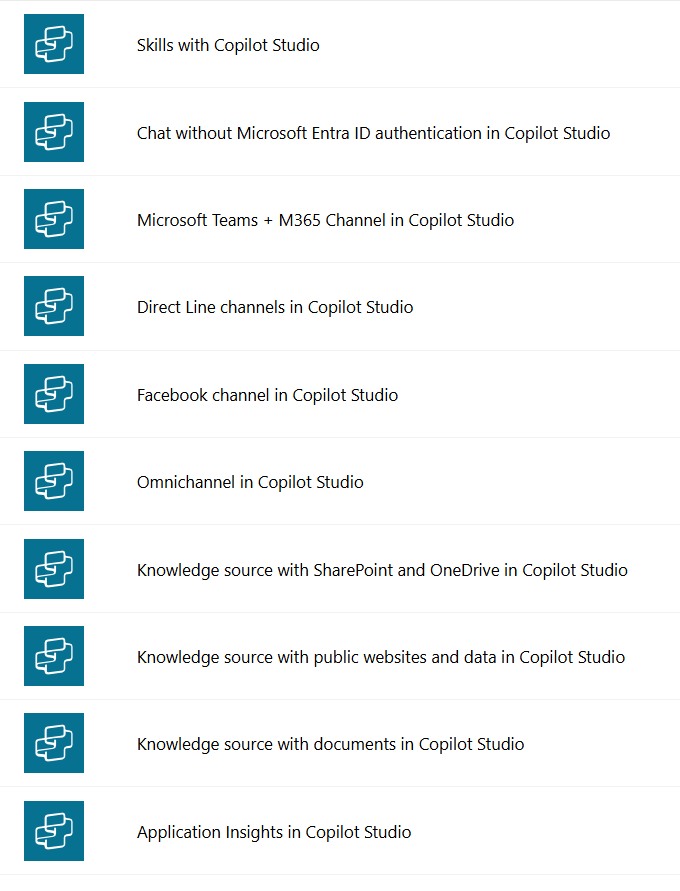 Skills with Copilot Studio
Chat without Microsoft Entra ID authentication in Copilot Studio
Microsoft Teams + M365 Channel in Copilot Studio
Direct Line channels in Copilot Studio
Facebook channel in Copilot Studio
Omnichannel in Copilot Studio
Knowledge source with SharePoint and OneDrive in Copilot Studio
Knowledge source with public websites and data in Copilot Studio
Knowledge source with documents in Copilot Studio
Application Insights in Copilot Studio